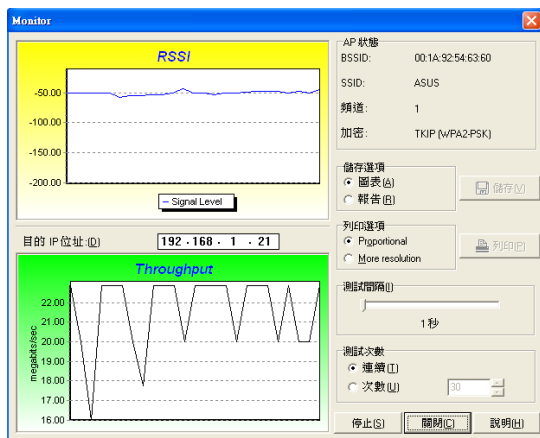 Monitor
RSSI
-50.00
-100.00
-150.00
-200.00
Signal Level
目的 IP 位址:(D)
192 . 168 . 1 . 21
Throughput
megabits/sec
22.00
21.00
20.00
19.00
18.00
17.00
16.00
AP 狀態
BSSID: 00:1A:92:54:63:60
SSID: ASUS
頻道: 1
加密: TKIP (WPA2-PSK)
儲存選項
圖表(A)
報告(R)
儲存(V)
列印選項
Proportional
More resolution
列印(P)
測試間隔(I)
1 秒
測試次數
連續(T)
次數(U)
30
停止(S)
關閉(C)
說明(H)